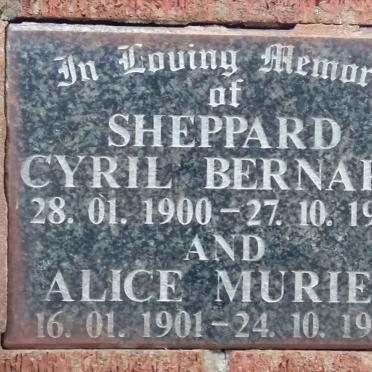 In Loving Memor
of
SHEPPARD
CYRIL BERNAR
28. 01. 1900 – 27. 10. 19
AND
ALICE MURIE
16. 01. 1901 – 24. 10. 19